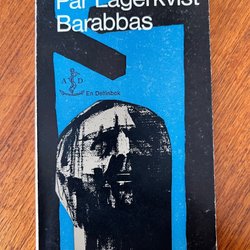 Pär Lagerkvist
Barabbas
A D
En Delfinbok